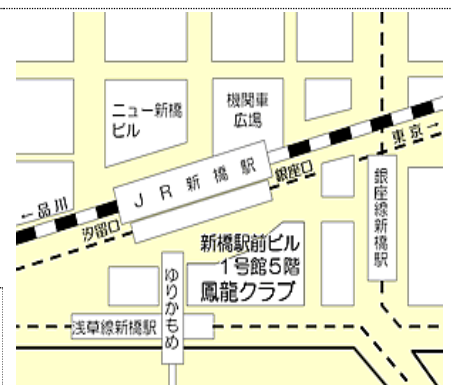 ニュー新橋
ビル
機関車
広場
東京→
JR新橋駅
銀座口
←品川
汐留口
銀座線新橋駅
新橋駅前ビル
1号館5階
鳳龍クラブ
ゆりかもめ
浅草線新橋駅